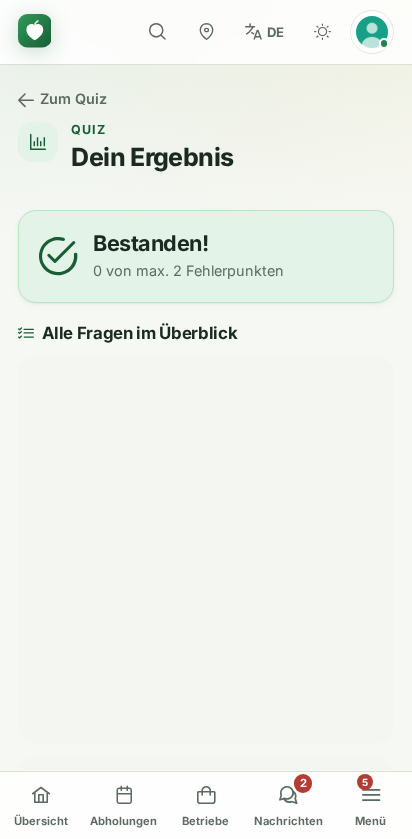 DE
Zum Quiz
QUIZ
Dein Ergebnis
Bestanden!
0 von max. 2 Fehlerpunkten
Alle Fragen im Überblick
2
5
Übersicht
Abholungen
Betriebe
Nachrichten
Menü